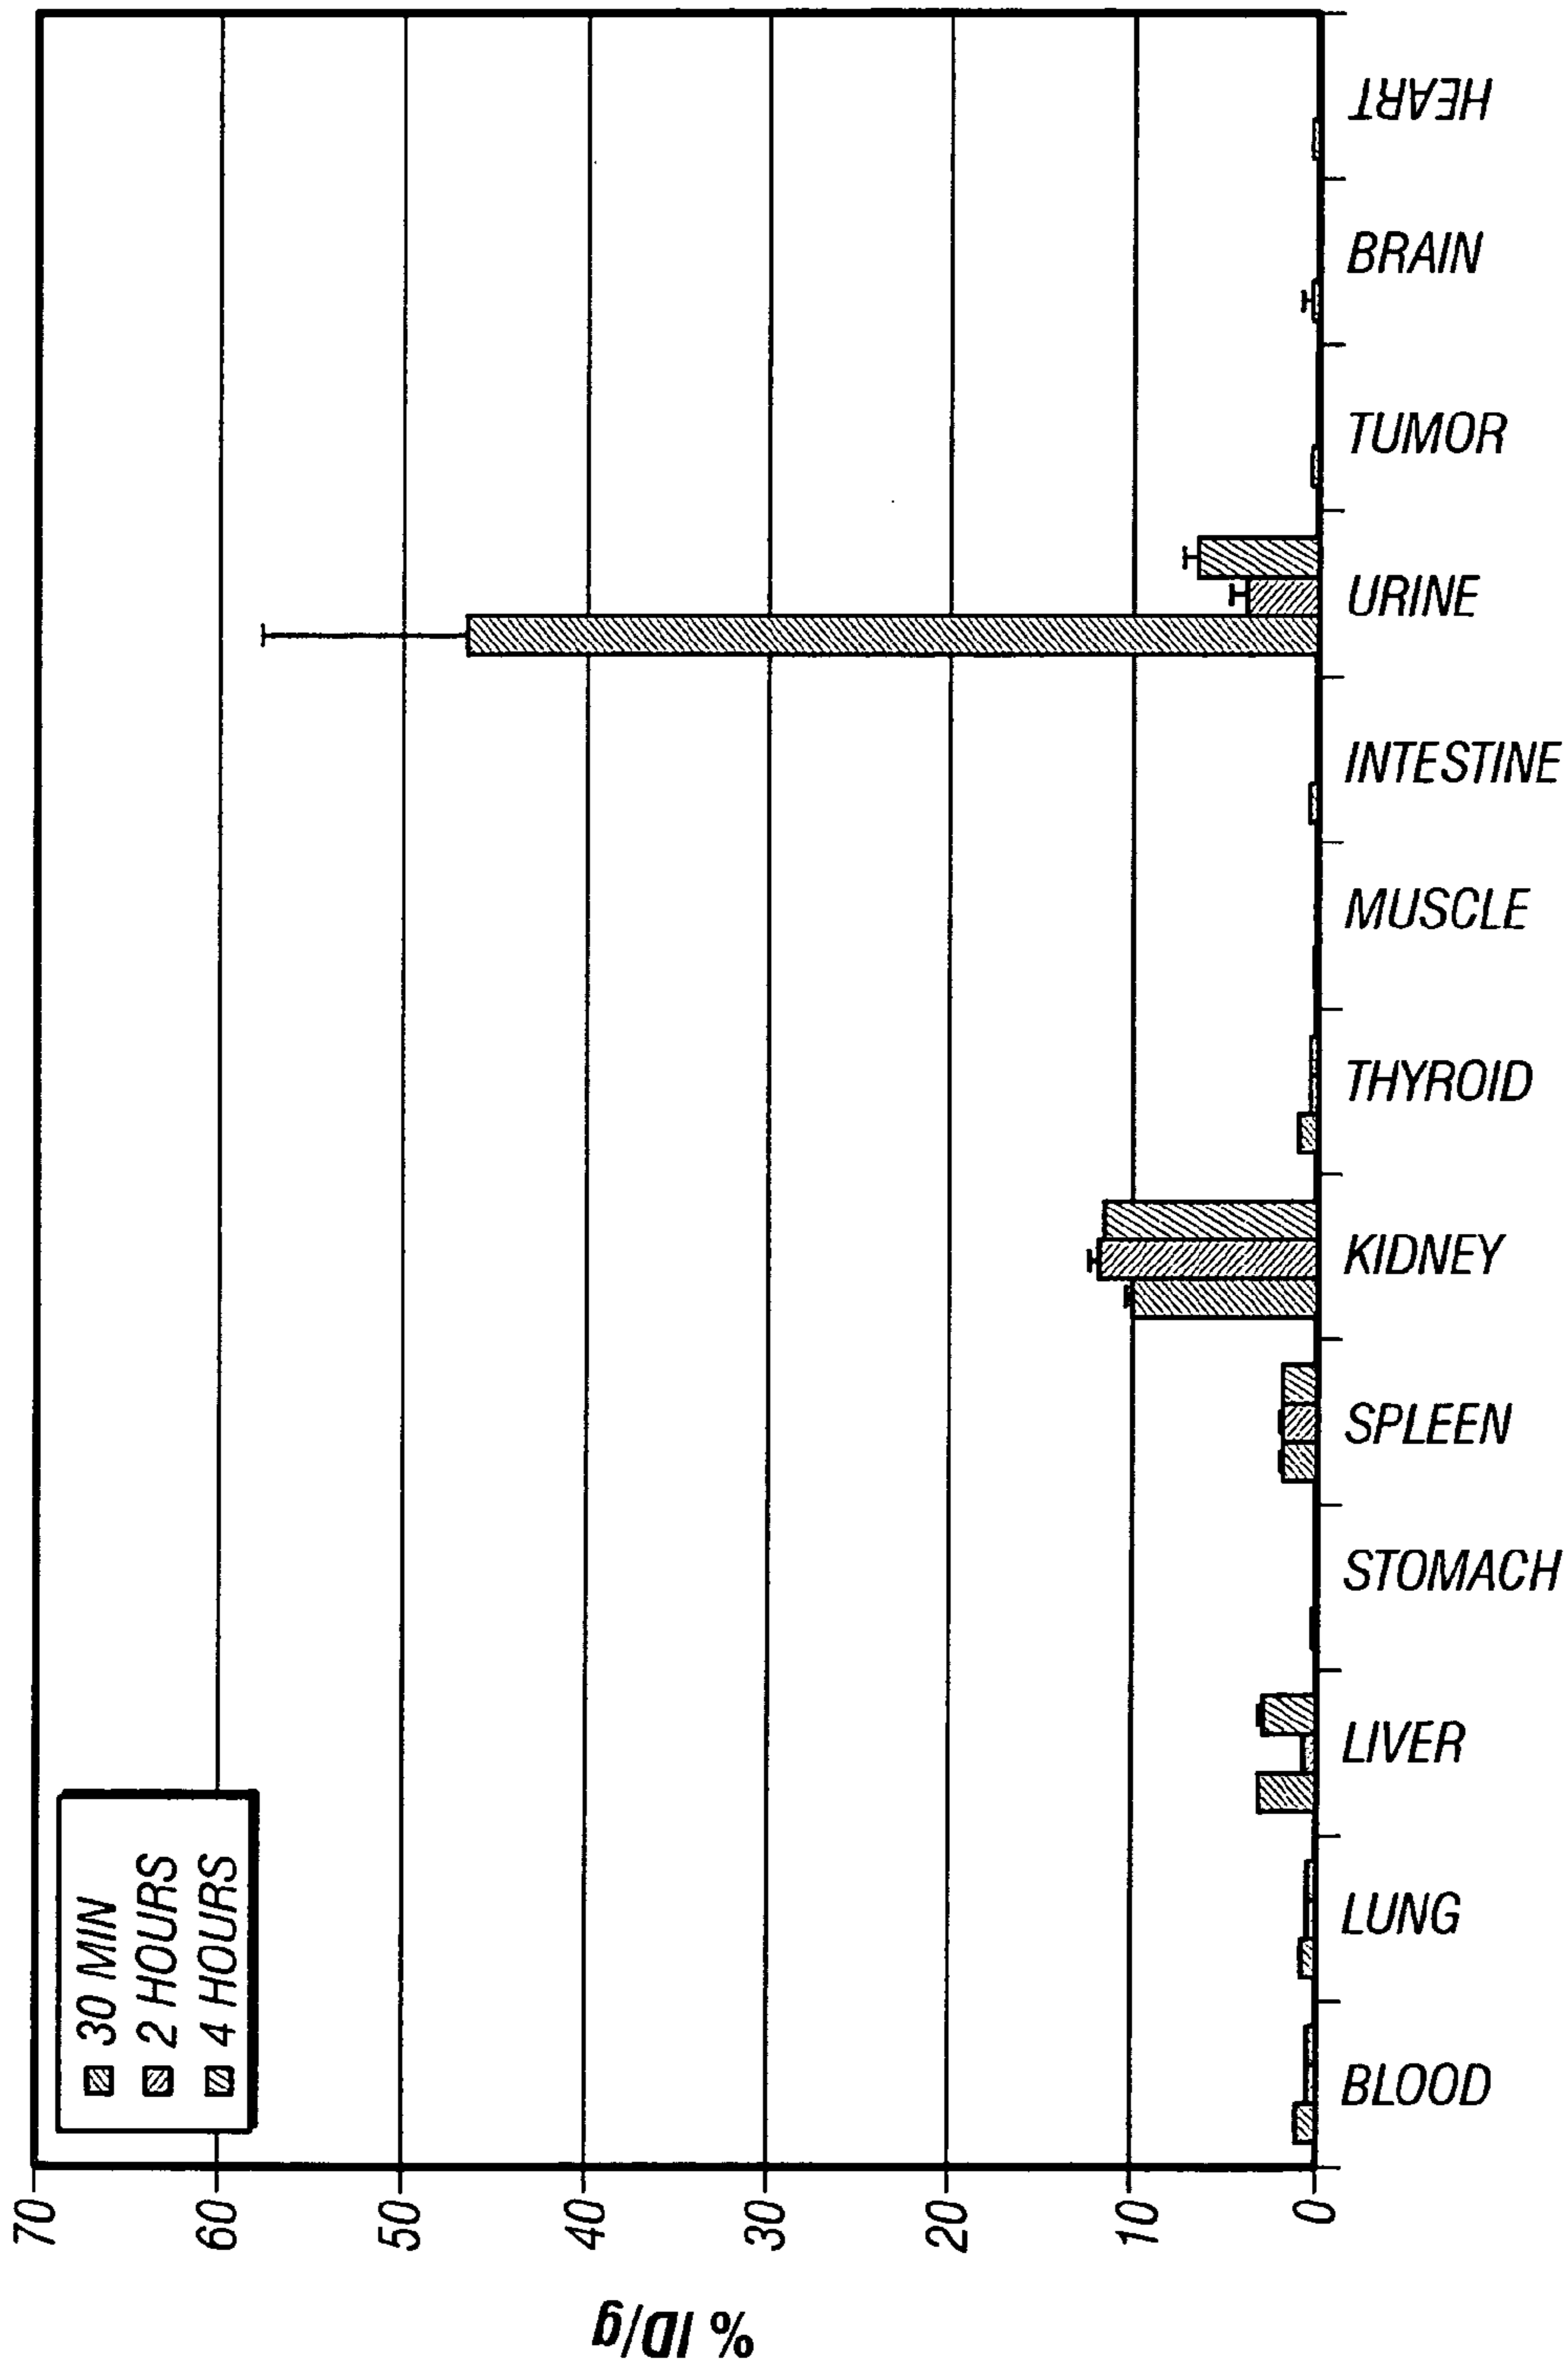 % ID/g
70
60
50
40
30
20
10
0
30 MIN
2 HOURS
4 HOURS
BLOOD
LUNG
LIVER
STOMACH
SPLEEN
KIDNEY
THYROID
MUSCLE
INTESTINE
URINE
TUMOR
BRAIN
HEART